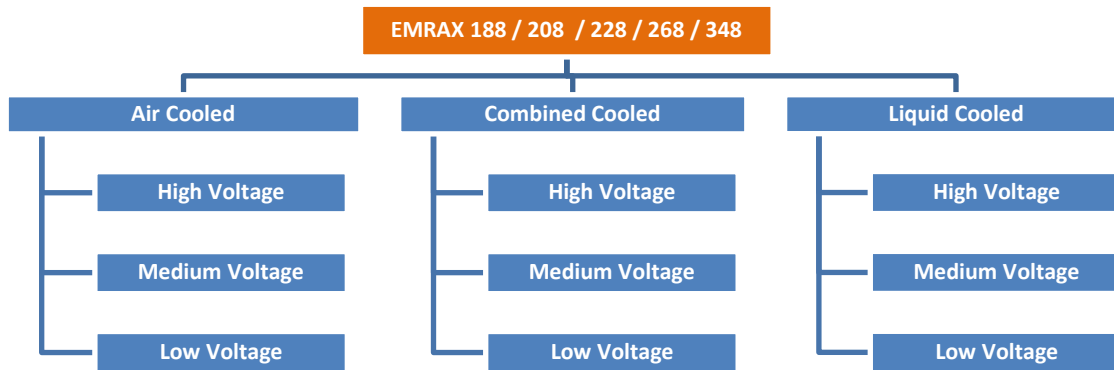 EMRAX 188 / 208  / 228 / 268 / 348
Air Cooled
High Voltage
Medium Voltage
Low Voltage
Combined Cooled
High Voltage
Medium Voltage
Low Voltage
Liquid Cooled
High Voltage
Medium Voltage
Low Voltage